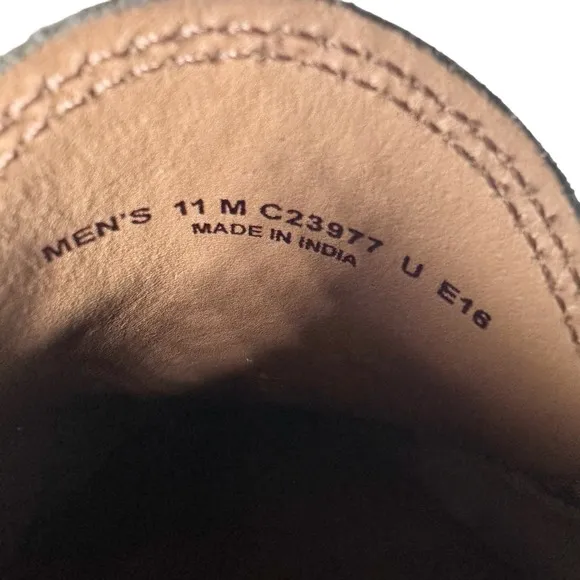 MEN'S 11 M C23977 U E16
MADE IN INDIA